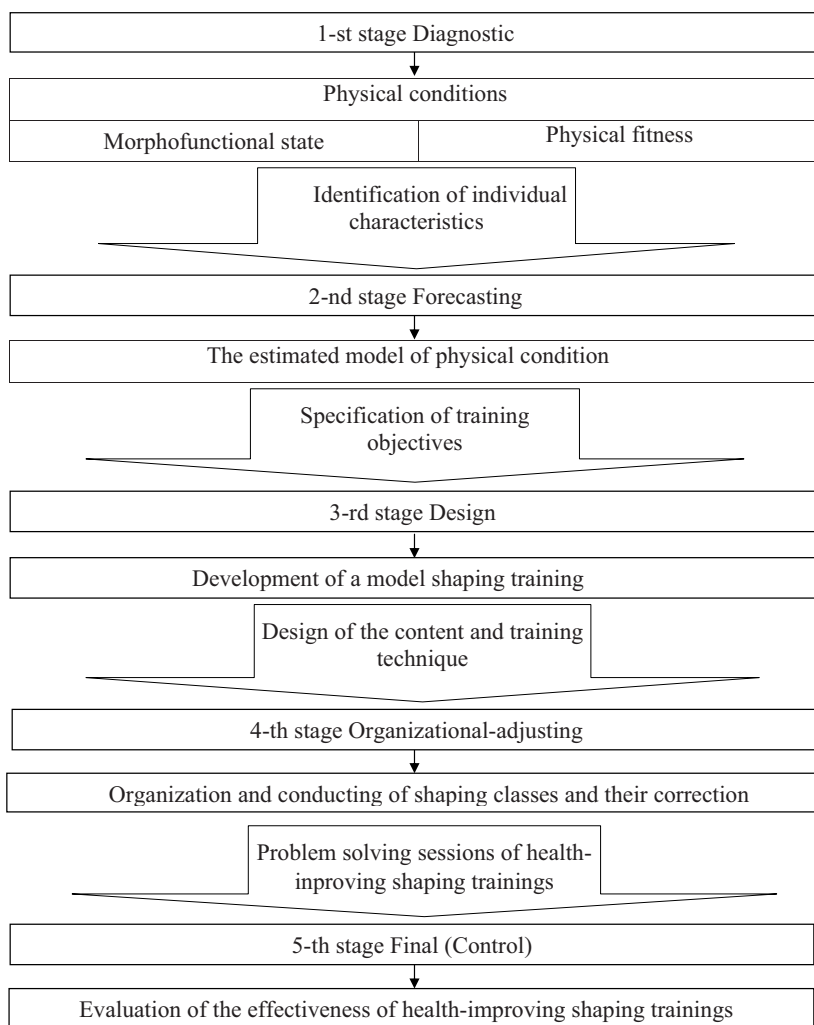 1-st stage Diagnostic
Physical conditions
Morphofunctional state
Physical fitness
Identification of individual
characteristics
2-nd stage Forecasting
The estimated model of physical condition
Specification of training
objectives
3-rd stage Design
Development of a model shaping training
Design of the content and training
technique
4-th stage Organizational-adjusting
Organization and conducting of shaping classes and their correction
Problem solving sessions of health-
inproving shaping trainings
5-th stage Final (Control)
Evaluation of the effectiveness of health-improving shaping trainings